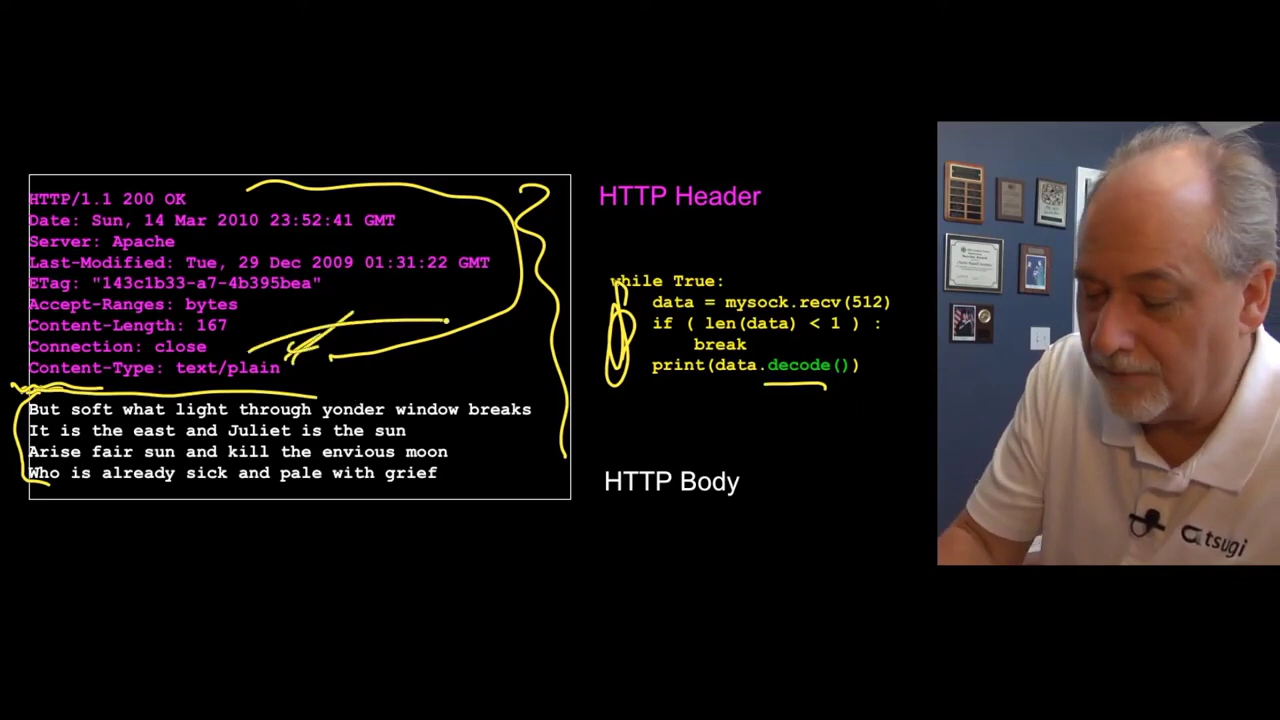 HTTP/1.1 200 OK
Date: Sun, 14 Mar 2010 23:52:41 GMT
Server: Apache
Last-Modified: Tue, 29 Dec 2009 01:31:22 GMT
ETag: "143c1b33-a7-4b395bea"
Accept-Ranges: bytes
Content-Length: 167
Connection: close
Content-Type: text/plain
But soft what light through yonder window breaks
It is the east and Juliet is the sun
Arise fair sun and kill the envious moon
Who is already sick and pale with grief
HTTP Header
while True:
data = mysock.recv(512)
if ( len(data) < 1 ) :
break
print(data.decode())
HTTP Body
tsugi